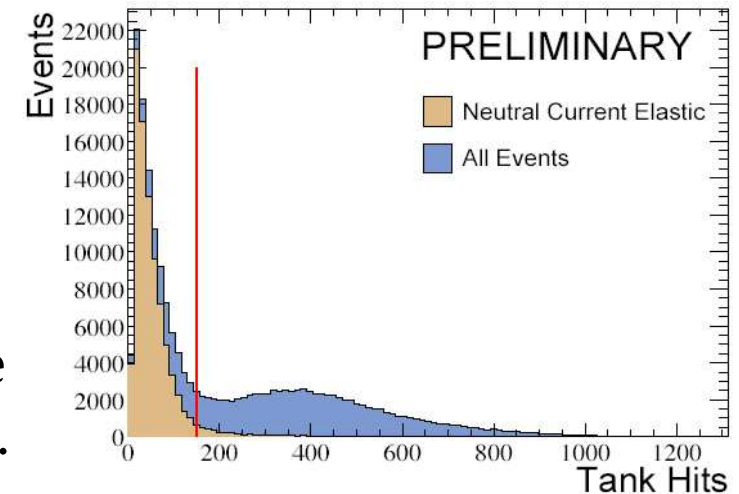 Events
22000
20000
18000
16000
14000
12000
10000
8000
6000
4000
2000
0
PRELIMINARY
Neutral Current Elastic
All Events
0 200 400 600 800 1000 1200
Tank Hits
e
.